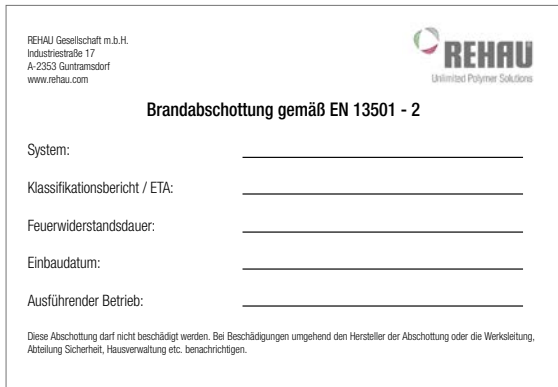 REHAU Gesellschaft m.b.H.
Industriestraße 17
A-2353 Guntramsdorf
www.rehau.com
REHAU
Unlimited Polymer Solutions
Brandabschottung gemäß EN 13501 - 2
System:
Klassifikationsbericht / ETA:
Feuerwiderstandsdauer:
Einbaudatum:
Ausführender Betrieb:
Diese Abschottung darf nicht beschädigt werden. Bei Beschädigungen umgehend den Hersteller der Abschottung oder die Werksleitung,
Abteilung Sicherheit, Hausverwaltung etc. benachrichtigen.